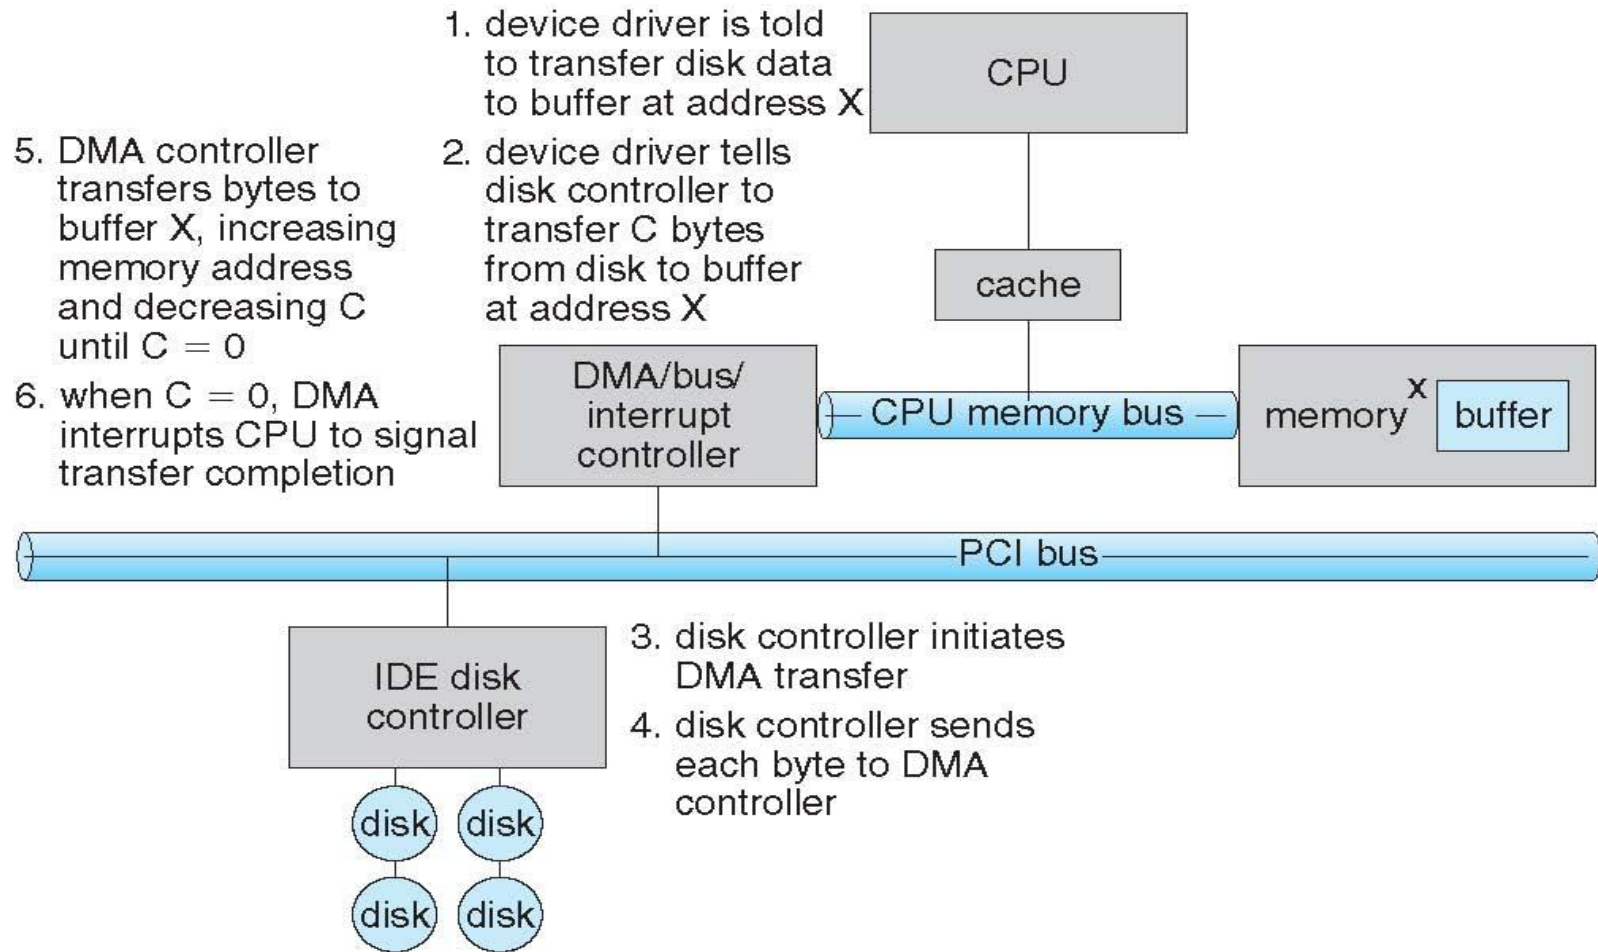 1. device driver is told
to transfer disk data
to buffer at address X
CPU
5. DMA controller
transfers bytes to
buffer X, increasing
memory address
and decreasing C
until C = 0
2. device driver tells
disk controller to
transfer C bytes
from disk to buffer
at address X
cache
6. when C = 0, DMA
interrupts CPU to signal
transfer completion
DMA/bus/
interrupt
controller
CPU memory bus
memory
X
buffer
PCI bus
IDE disk
controller
3. disk controller initiates
DMA transfer
4. disk controller sends
each byte to DMA
controller
disk
disk
disk
disk